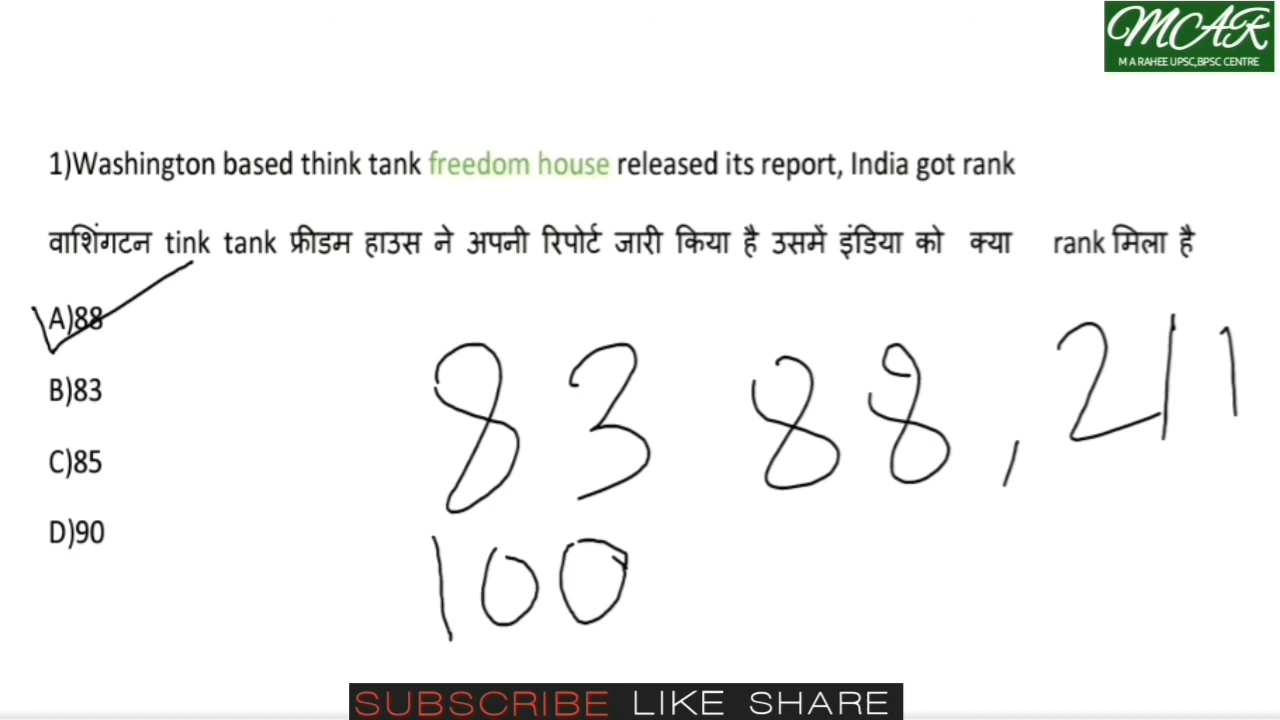 MCAR
M A RAHEE UPSC,BPSC CENTRE
1)Washington based think tank freedom house released its report, India got rank
वाशिंगटन tink tank फ्रीडम हाउस ने अपनी रिपोर्ट जारी किया है उसमें इंडिया को क्या rank मिला है
A)88
B)83
C)85
D)90
83 88, 211
100
SUBSCRIBE LIKE SHARE